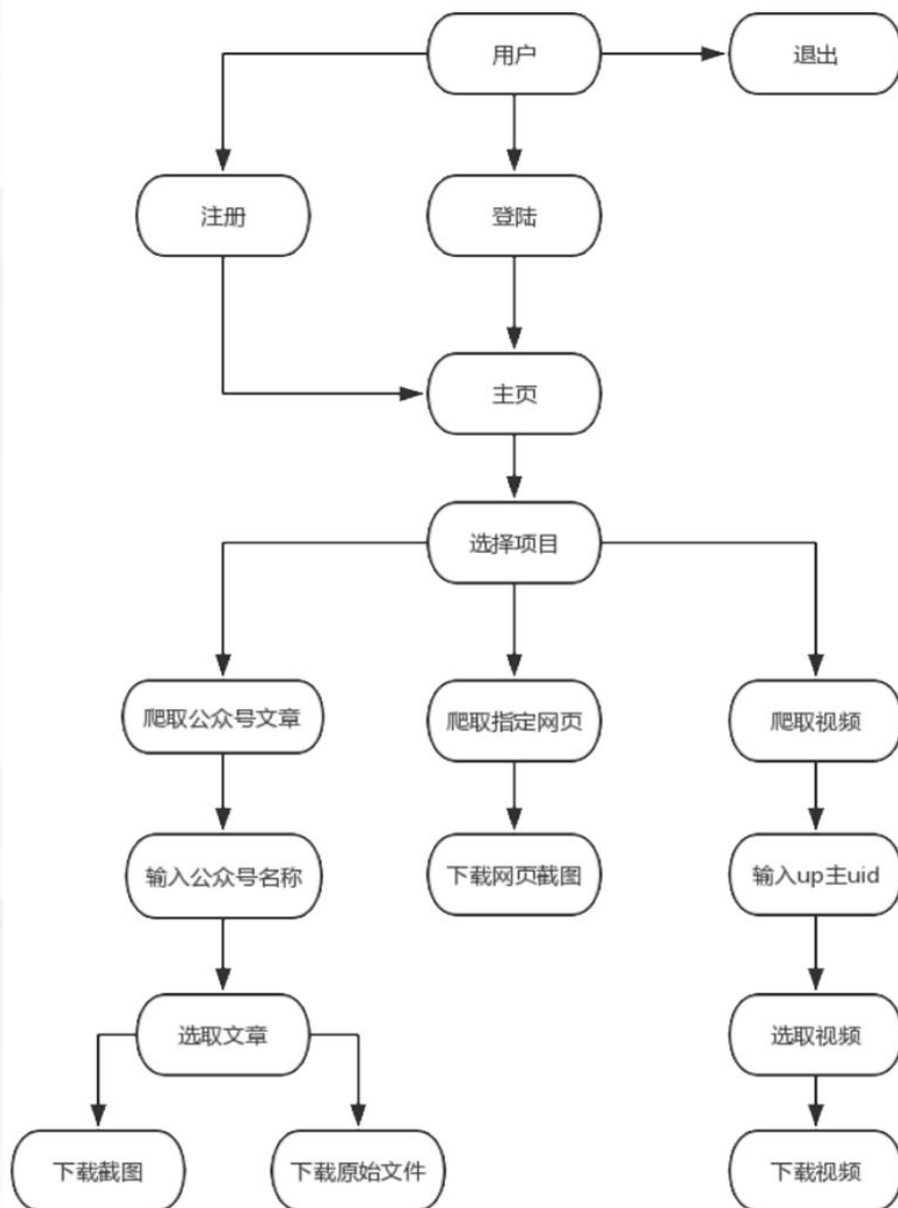 用户
退出
注册
登陆
主页
选择项目
爬取公众号文章
爬取指定网页
爬取视频
输入公众号名称
下载网页截图
输入up主uid
选取文章
选取视频
下载截图
下载原始文件
下载视频